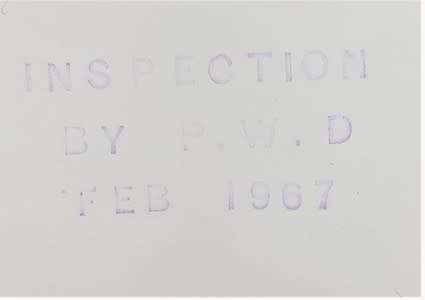 INSPECTION
BY P.W.D
FEB 1967